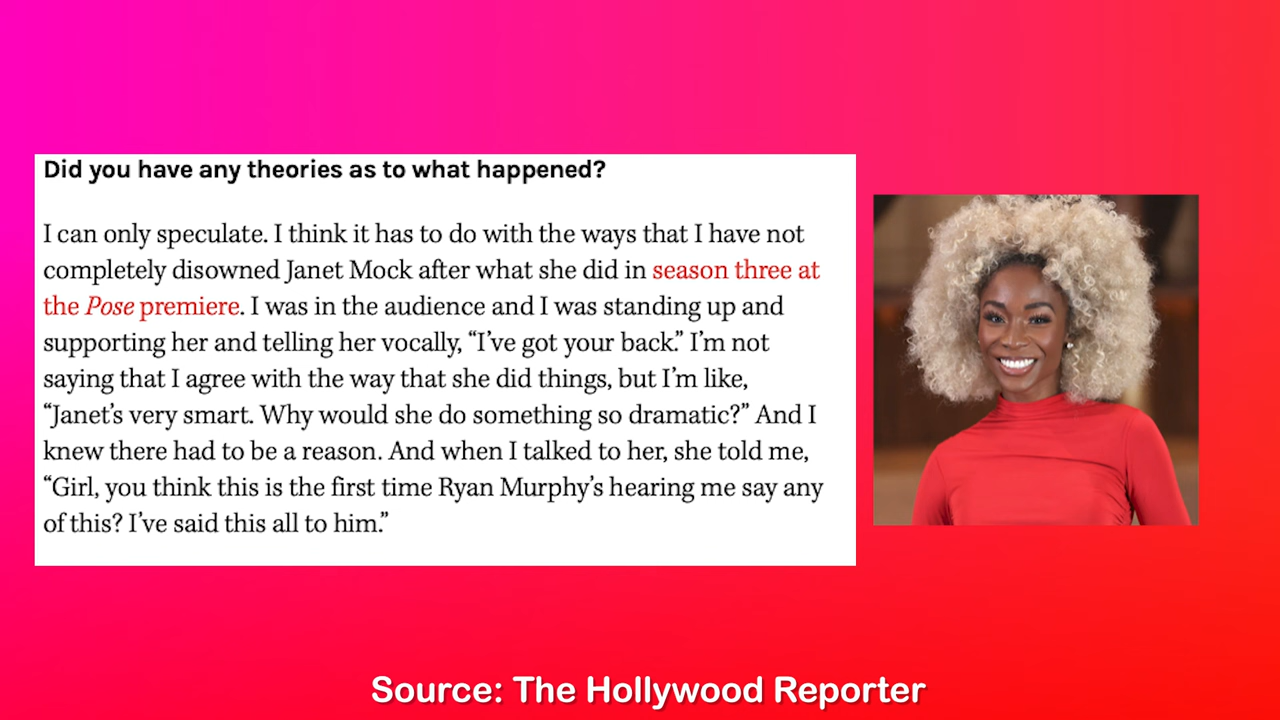 Did you have any theories as to what happened?
I can only speculate. I think it has to do with the ways that I have not
completely disowned Janet Mock after what she did in season three at
the Pose premiere. I was in the audience and I was standing up and
supporting her and telling her vocally, “I’ve got your back.” I’m not
saying that I agree with the way that she did things, but I’m like,
“Janet’s very smart. Why would she do something so dramatic?” And I
knew there had to be a reason. And when I talked to her, she told me,
“Girl, you think this is the first time Ryan Murphy’s hearing me say any
of this? I’ve said this all to him.”
Source: The Hollywood Reporter